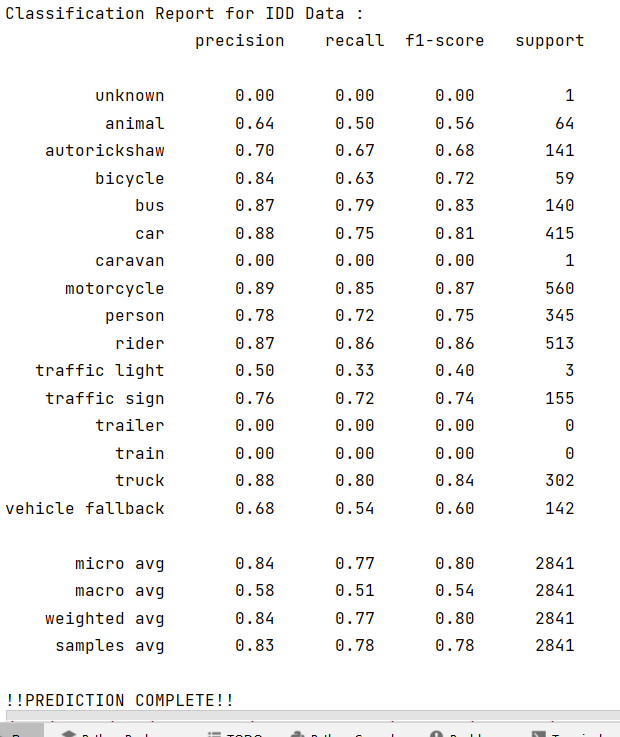 Classification Report for IDD Data :
precision recall f1-score support
unknown 0.00 0.00 0.00 1
animal 0.64 0.50 0.56 64
autorickshaw 0.70 0.67 0.68 141
bicycle 0.84 0.63 0.72 59
bus 0.87 0.79 0.83 140
car 0.88 0.75 0.81 415
caravan 0.00 0.00 0.00 1
motorcycle 0.89 0.85 0.87 560
person 0.78 0.72 0.75 345
rider 0.87 0.86 0.86 513
traffic light 0.50 0.33 0.40 3
traffic sign 0.76 0.72 0.74 155
trailer 0.00 0.00 0.00 0
train 0.00 0.00 0.00 0
truck 0.88 0.80 0.84 302
vehicle fallback 0.68 0.54 0.60 142
micro avg 0.84 0.77 0.80 2841
macro avg 0.58 0.51 0.54 2841
weighted avg 0.84 0.77 0.80 2841
samples avg 0.83 0.78 0.78 2841
!!PREDICTION COMPLETE!!